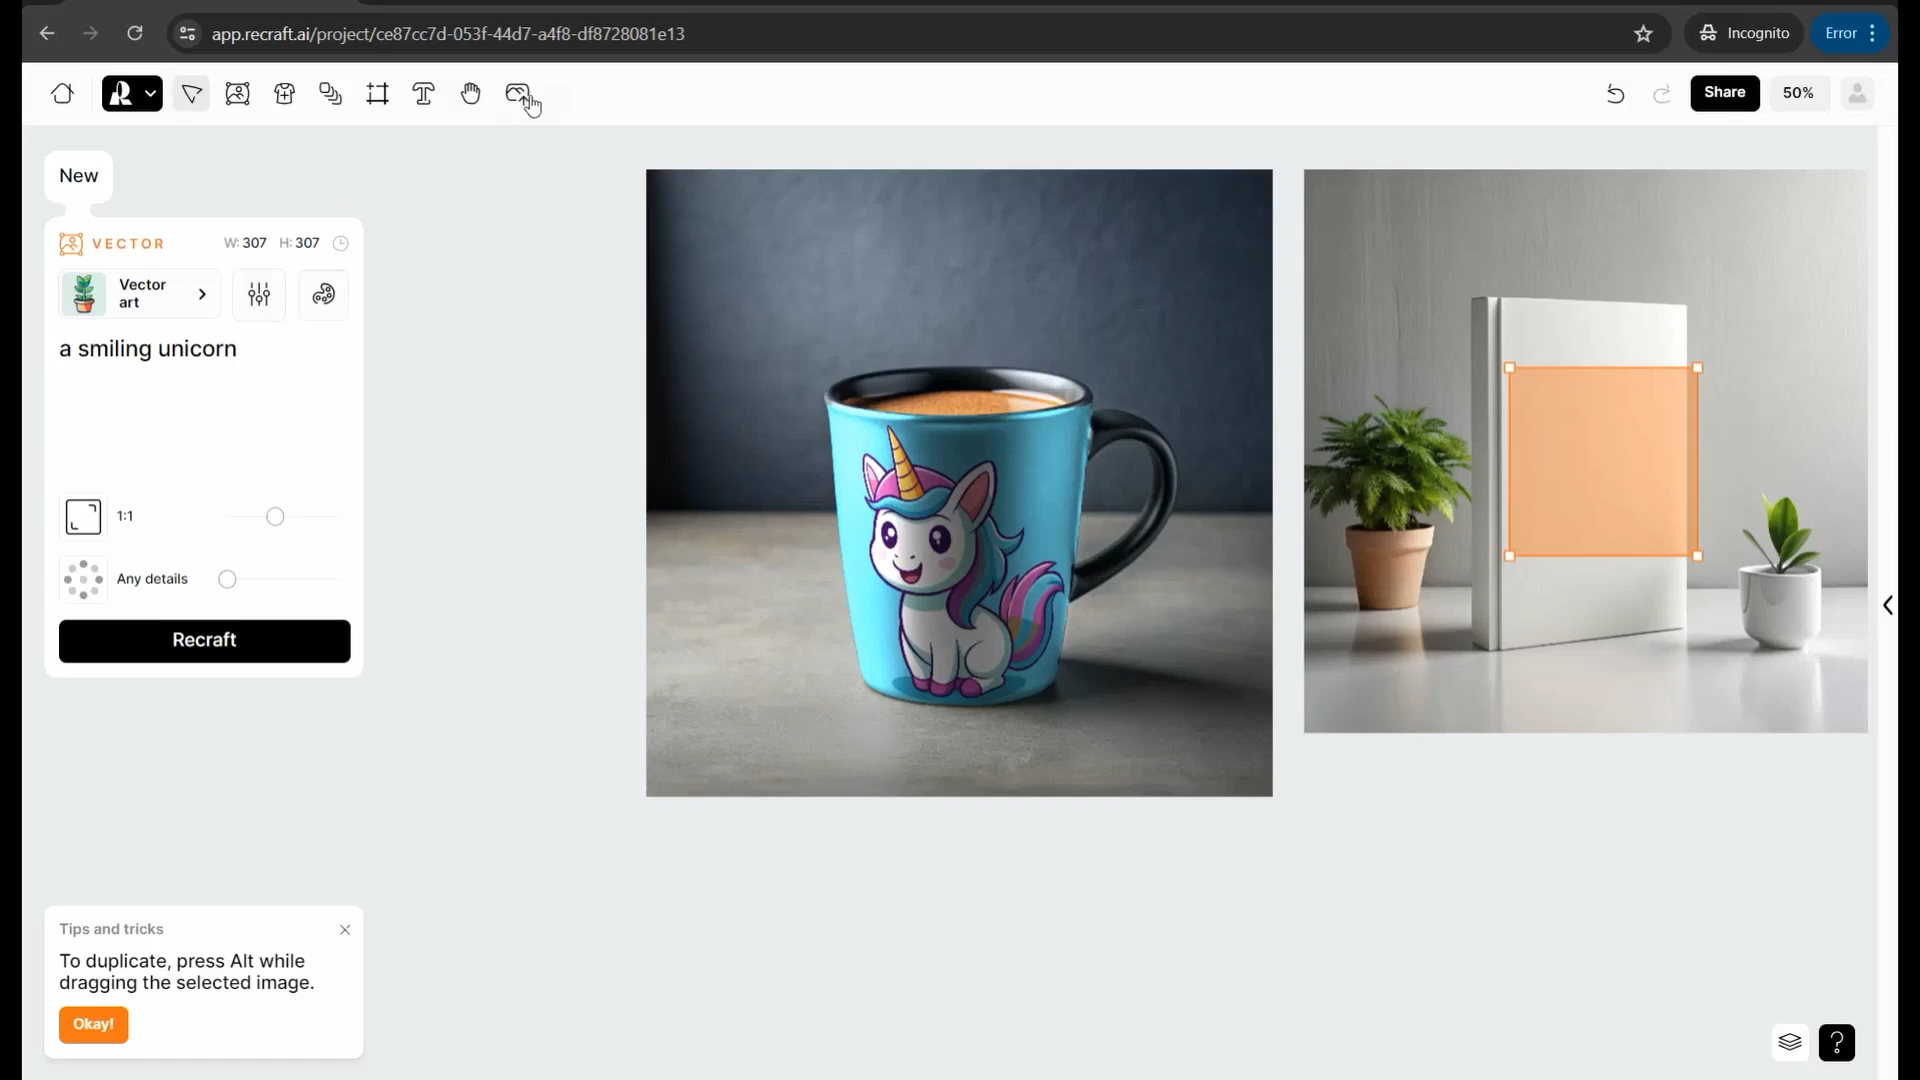 app.recraft.ai/project/ce87cc7d-053f-44d7-a4f8-df8728081e13
Incognito
Error
Share
50%
New
VECTOR
W: 307 H: 307
Vector
art
a smiling unicorn
1:1
Any details
Recraft
Tips and tricks
To duplicate, press Alt while
dragging the selected image.
Okay!
?